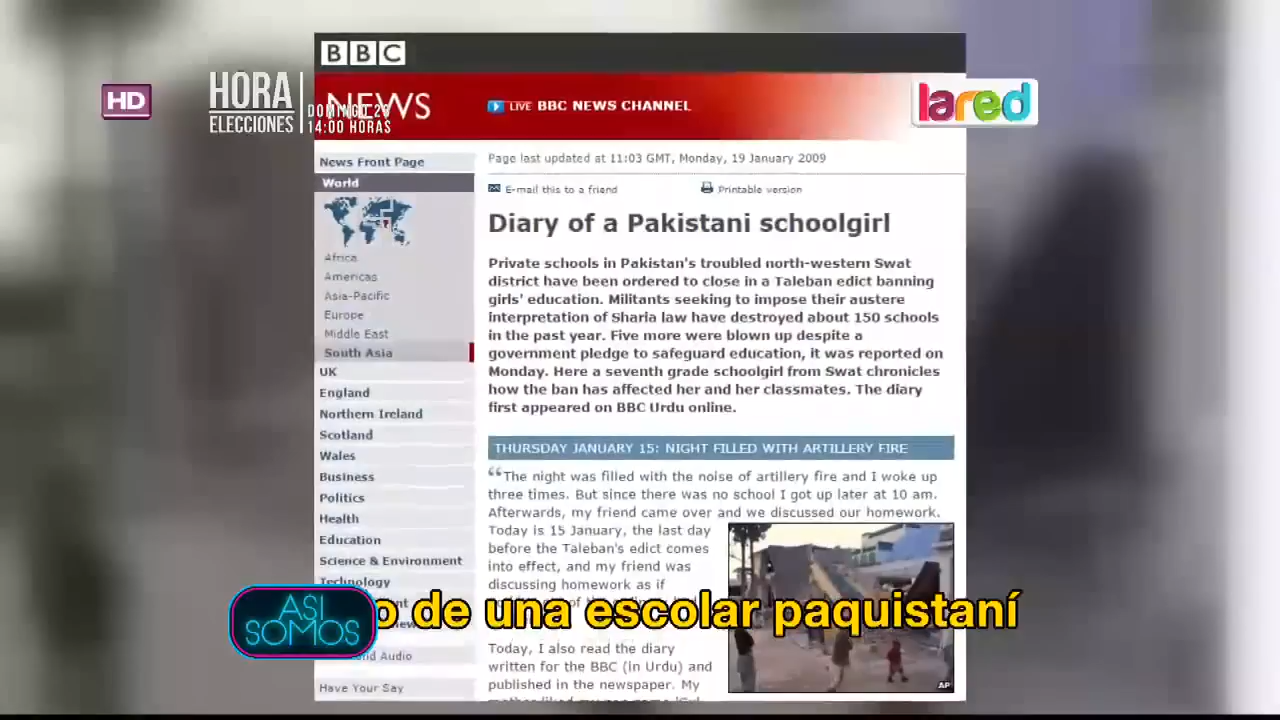 BBC
HD
HORA
ELECCIONES
DOMINGO
14:00 HORAS
NEWS
LIVE BBC NEWS CHANNEL
lared
News Front Page
World
Africa
Americas
Asia-Pacific
Europe
Middle East
South Asia
UK
England
Northern Ireland
Scotland
Wales
Business
Politics
Health
Education
Science & Environment
Technology
Have Your Say
Page last updated at 11:03 GMT, Monday, 19 January 2009
E-mail this to a friend
Printable version
Diary of a Pakistani schoolgirl
Private schools in Pakistan's troubled north-western Swat
district have been ordered to close in a Taleban edict banning
girls' education. Militants seeking to impose their austere
interpretation of Sharia law have destroyed about 150 schools
in the past year. Five more were blown up despite a
government pledge to safeguard education, it was reported on
Monday. Here a seventh grade schoolgirl from Swat chronicles
how the ban has affected her and her classmates. The diary
first appeared on BBC Urdu online.
THURSDAY JANUARY 15: NIGHT FILLED WITH ARTILLERY FIRE
“The night was filled with the noise of artillery fire and I woke up
three times. But since there was no school I got up later at 10 am.
Afterwards, my friend came over and we discussed our homework.
Today is 15 January, the last day
before the Taleban's edict comes
into effect, and my friend was
discussing homework as if
Today, I also read the diary
written for the BBC (in Urdu) and
published in the newspaper. My
AP
ASI
SOMOS
o de una escolar paquistaní